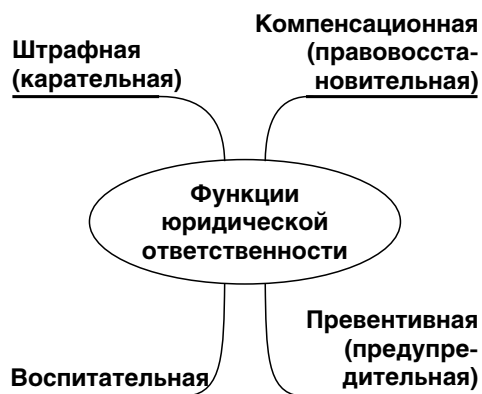 Штрафная
(карательная)
Компенсационная
(правовосста-
новительная)
Функции
юридической
ответственности
Воспитательная
Превентивная
(предупре-
дительная)